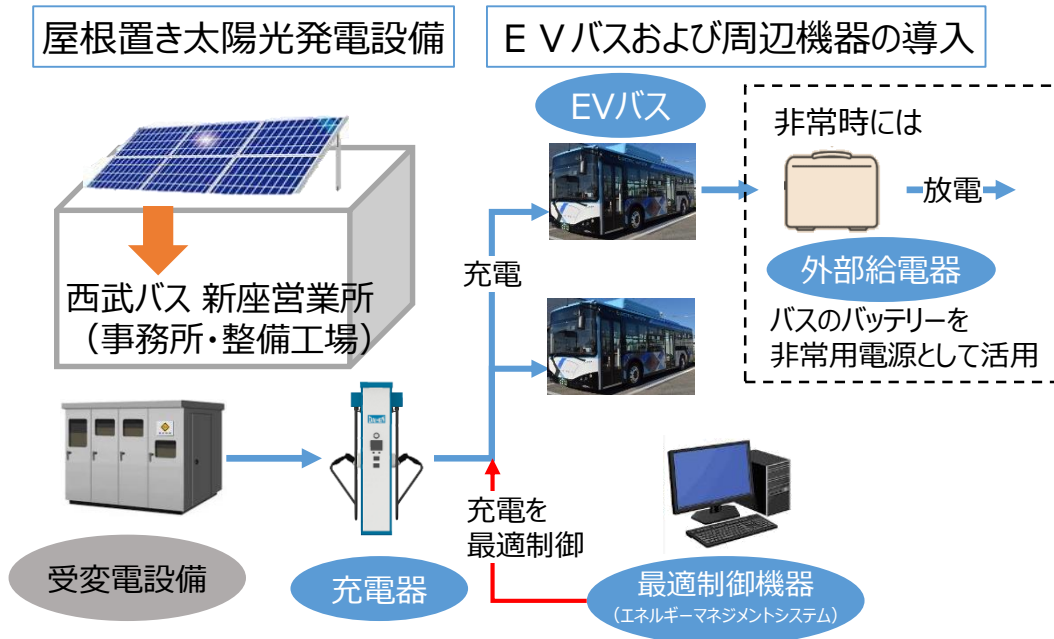 屋根置き太陽光発電設備
ＥＶバスおよび周辺機器の導入
西武バス 新座営業所
（事務所・整備工場）
受変電設備
充電器
充電
EVバス
非常時には
放電
外部給電器
バスのバッテリーを
非常用電源として活用
充電を
最適制御
最適制御機器
（エネルギーマネジメントシステム）